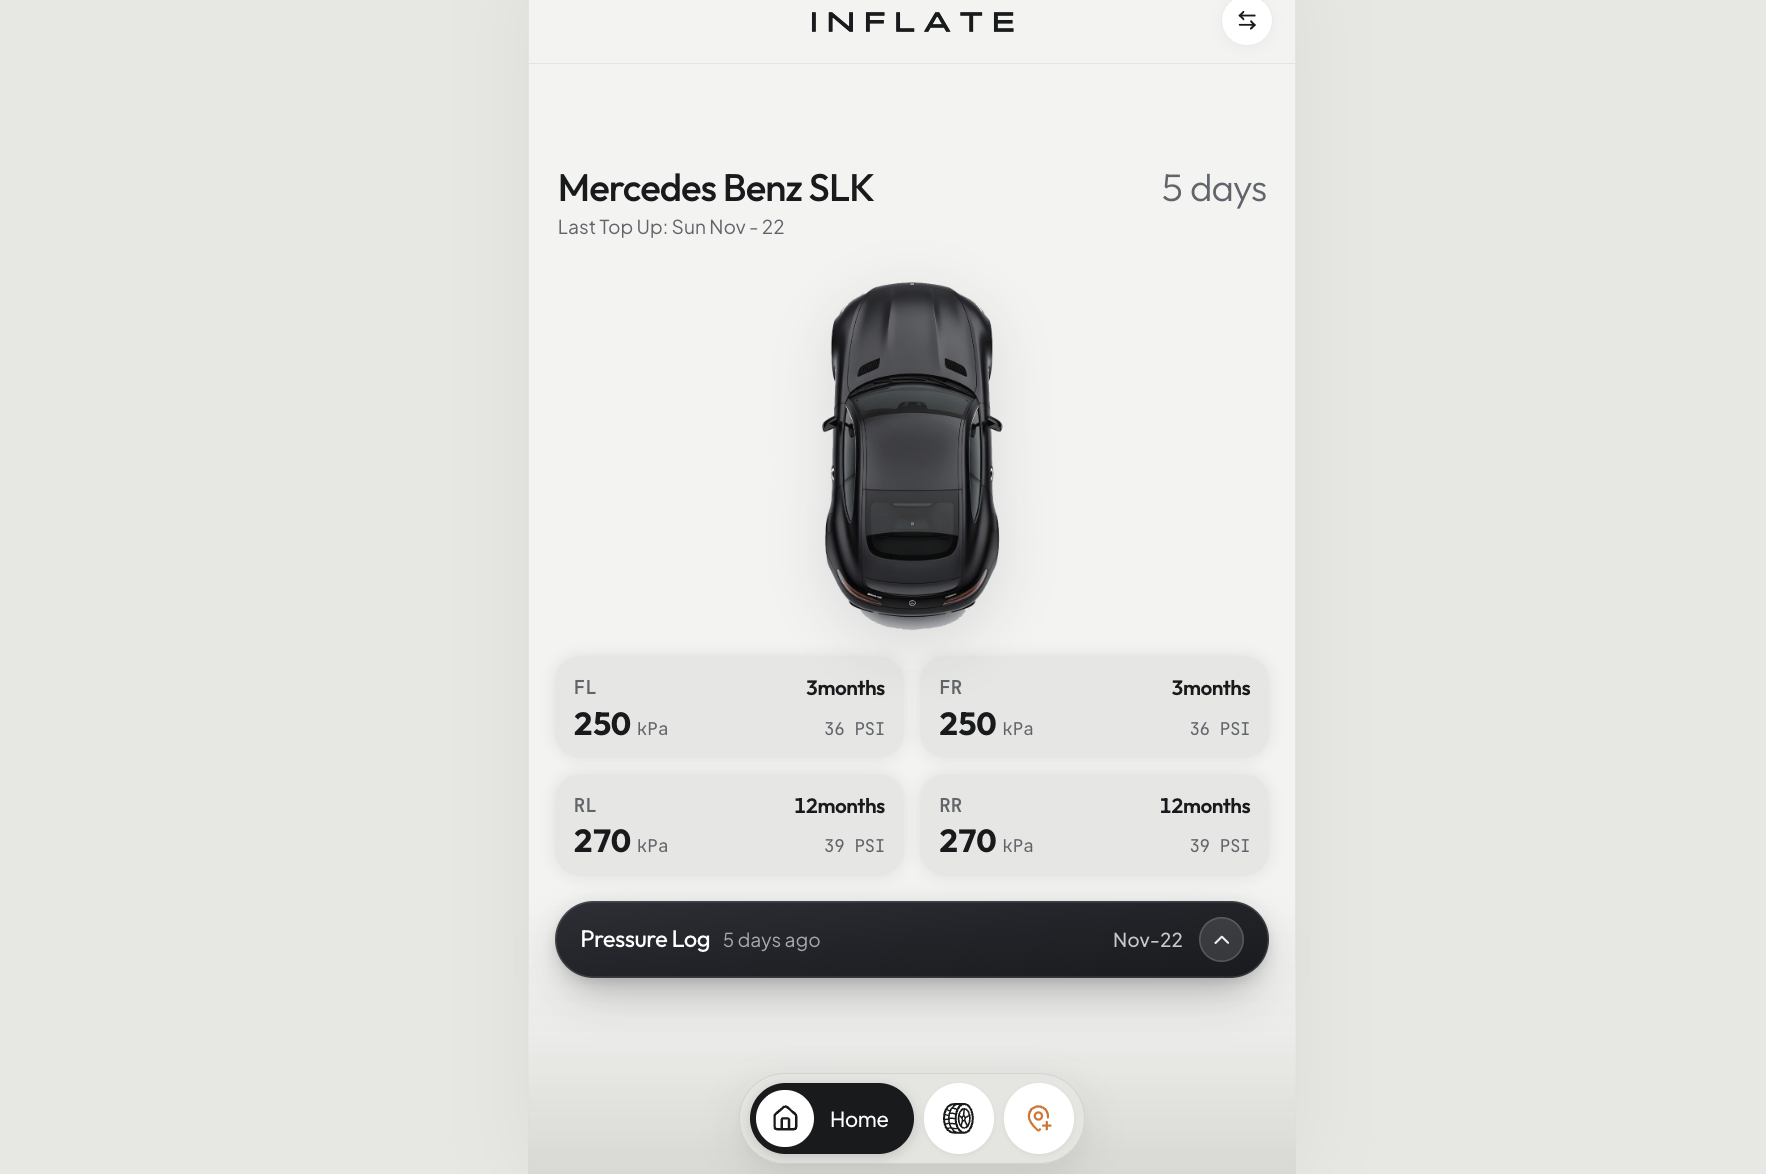 INFLATE
Mercedes Benz SLK
5 days
Last Top Up: Sun Nov - 22
FL 3months
250 kPa 36 PSI
FR 3months
250 kPa 36 PSI
RL 12months
270 kPa 39 PSI
RR 12months
270 kPa 39 PSI
Pressure Log 5 days ago Nov-22
Home